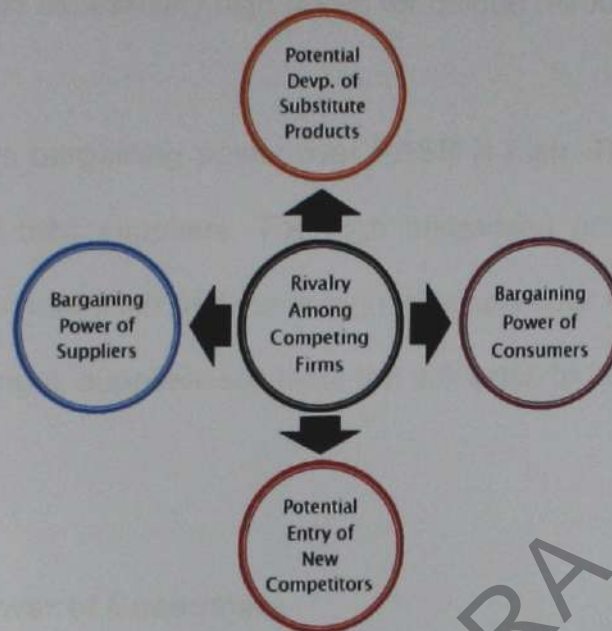 Potential
Devp. of
Substitute
Products
Bargaining
Power of
Suppliers
Rivalry
Among
Competing
Firms
Bargaining
Power of
Consumers
Potential
Entry of
New
Competitors
RA